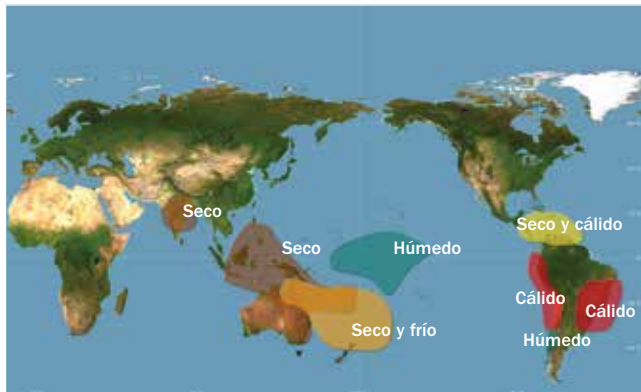 Seco
Seco y cálido
Seco
Húmedo
Cálido
Cálido
Seco y frío
Húmedo